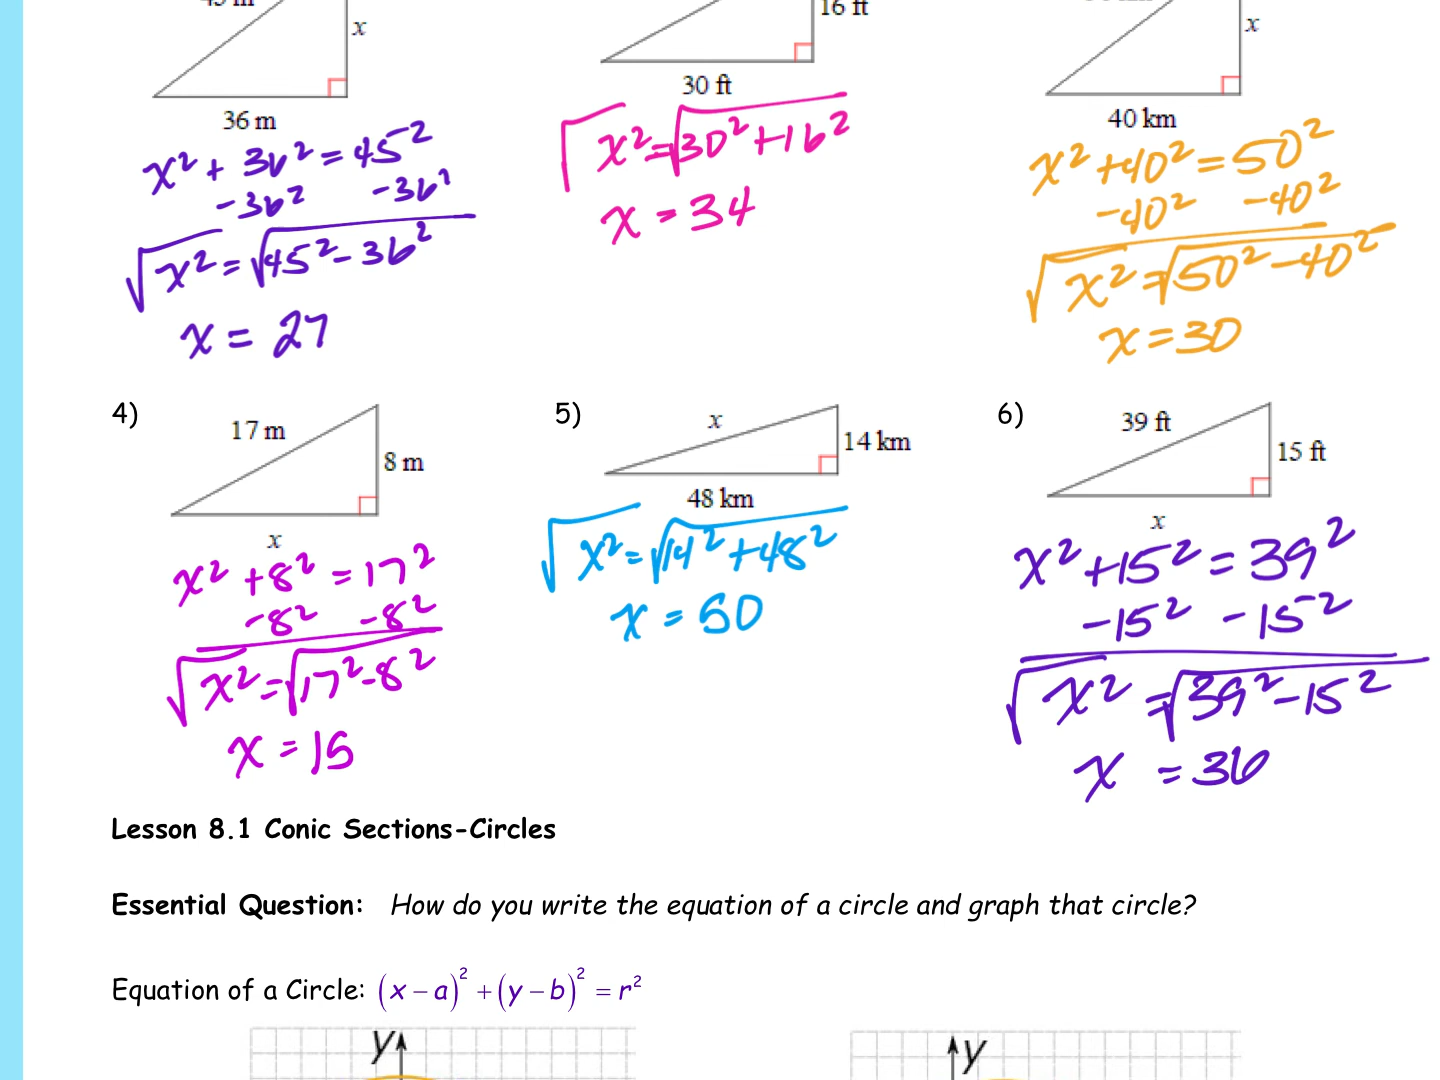 x
16 ft
x
36 m
30 ft
40 km
x² + 36² = 45²
-36² -36²
√x² = √45² - 36²
x = 27
√x² = √30² + 16²
x = 34
x² + 40² = 50²
-40² -40²
√x² = √50² - 40²
x = 30
4)
17 m
8 m
x
x² + 8² = 17²
-8² -8²
√x² = √17² - 8²
x = 15
5)
x
14 km
48 km
√x² = √14² + 48²
x = 50
6)
39 ft
15 ft
x
x² + 15² = 39²
-15² -15²
√x² = √39² - 15²
x = 36
Lesson 8.1 Conic Sections-Circles
Essential Question: How do you write the equation of a circle and graph that circle?
Equation of a Circle: (x - a)² + (y - b)² = r²
y
y